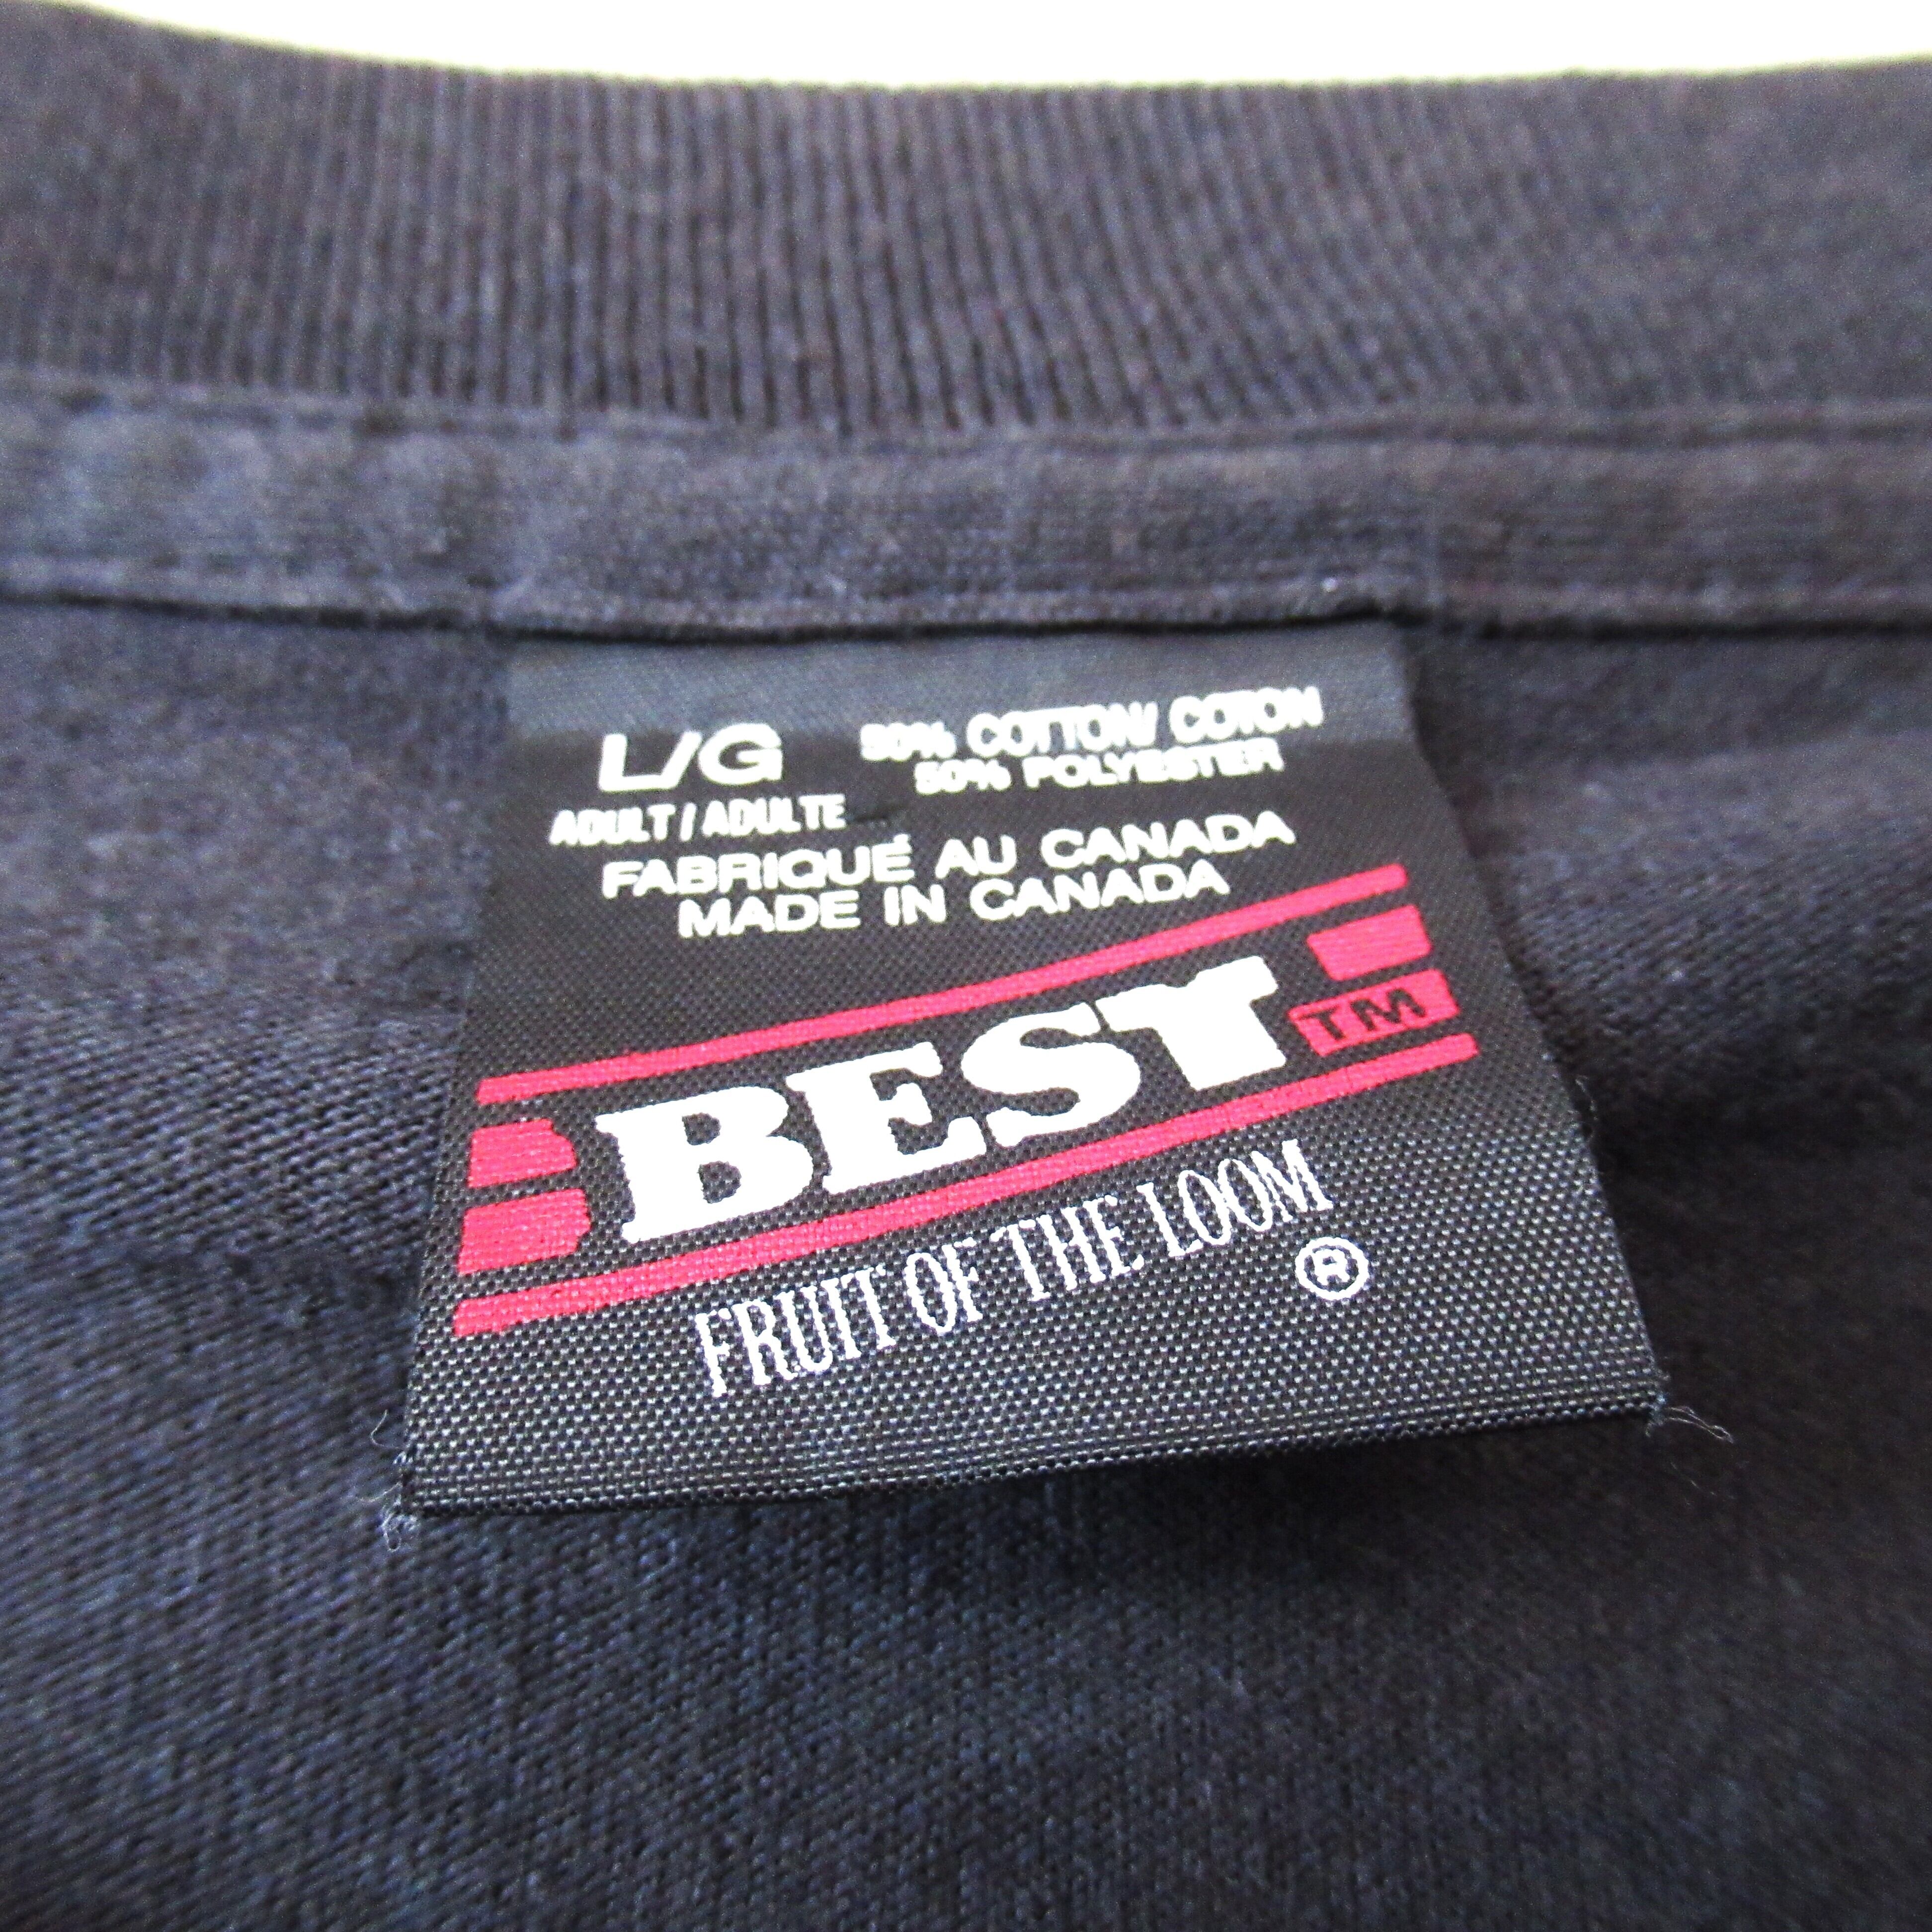 L/G
ADULT / ADULTE
50% COTTON/ COTON
50% POLYESTER
FABRIQUÉ AU CANADA
MADE IN CANADA
BEST TM
FRUIT OF THE LOOM
®